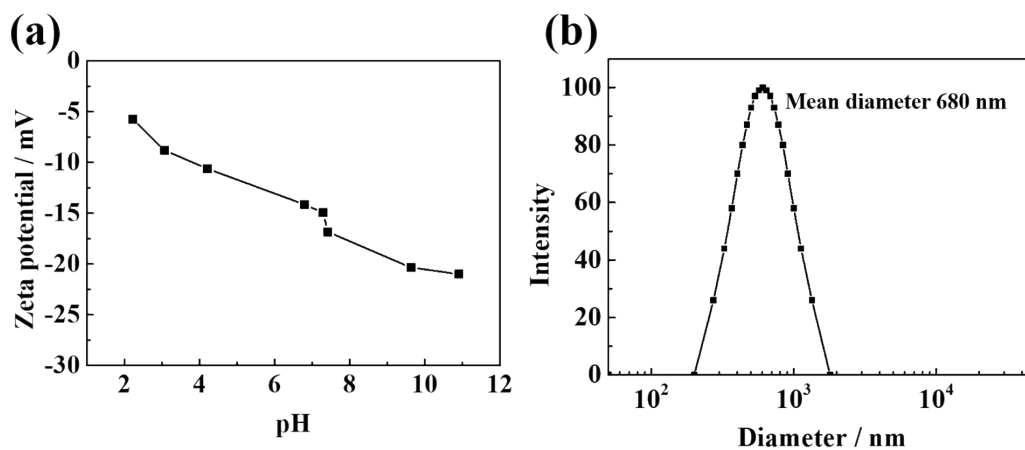 (a)
Zeta potential / mV
0
-5
-10
-15
-20
-25
-30
2 4 6 8 10 12
pH
(b)
Intensity
100
80
60
40
20
0
Mean diameter 680 nm
10² 10³ 10⁴
Diameter / nm